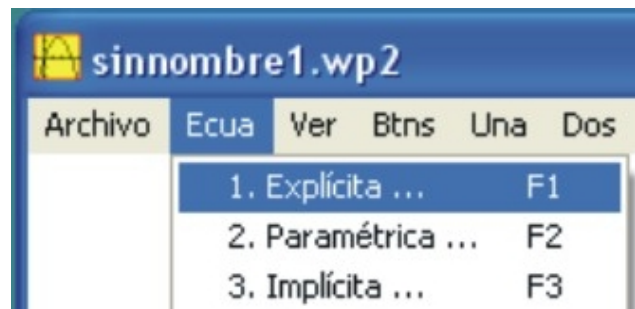 sinnombre1.wp2
Archivo Ecua Ver Btns Una Dos
1. Explícita ... F1
2. Paramétrica ... F2
3. Implícita ... F3